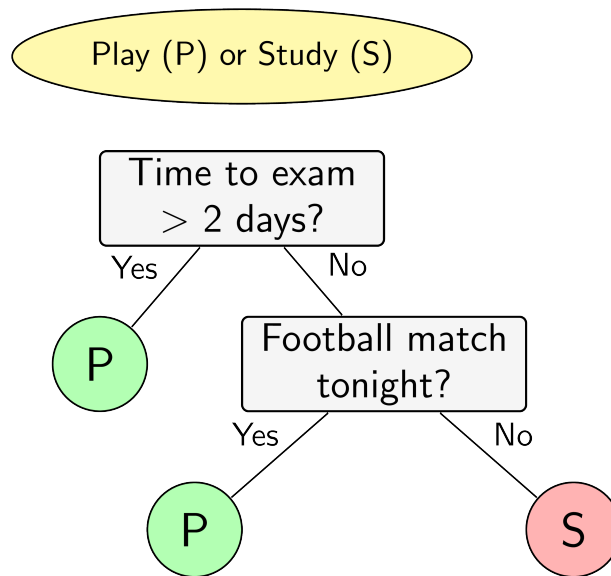 Play (P) or Study (S)
Time to exam
> 2 days?
Yes
No
P
Football match
tonight?
Yes
No
P
S